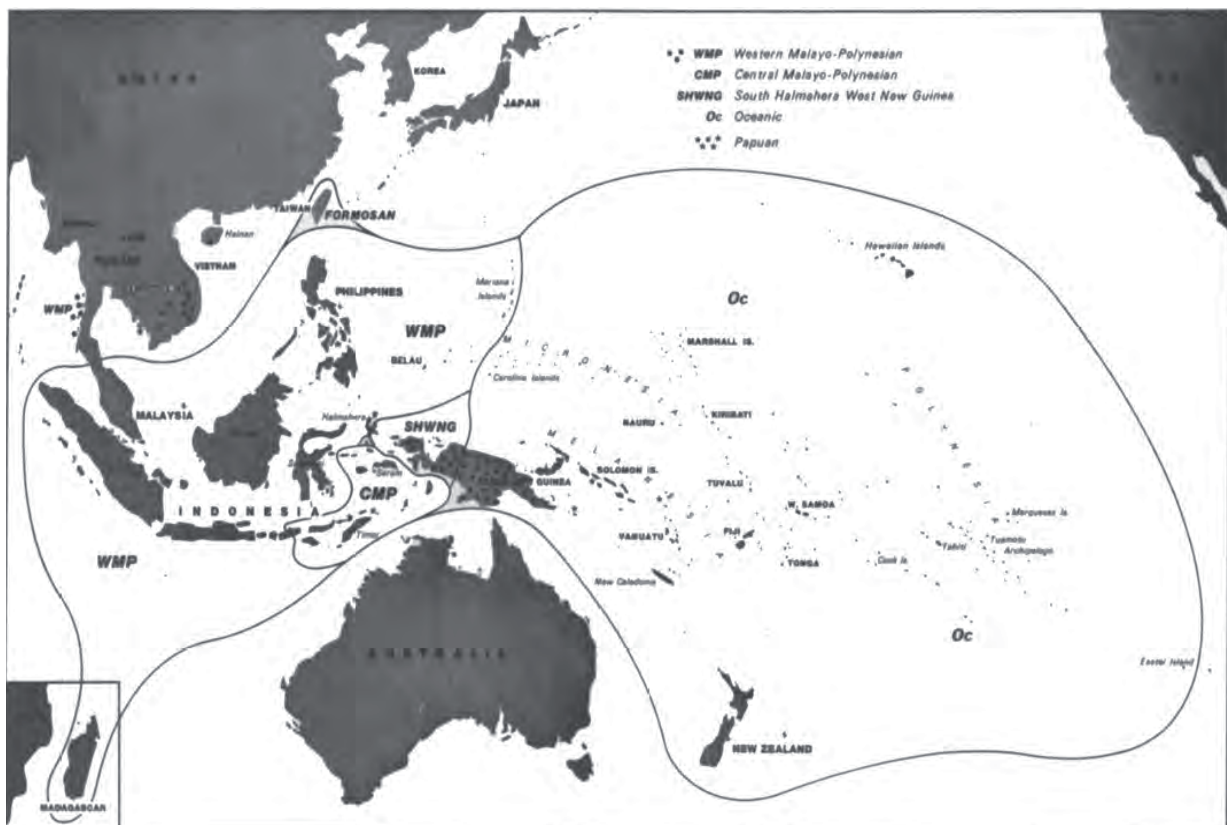 WMP Western Malayo-Polynesian
CMP Central Malayo-Polynesian
SHWNG South Halmahera West New Guinea
Oc Oceanic
Papuan
KOREA
JAPAN
TAIWAN
FORMOSAN
Hainan
VIETNAM
WMP
PHILIPPINES
Mariana
Islands
WMP
BELAU
Caroline Islands
Oc
Hawaiian Islands
MARSHALL IS.
MALAYSIA
Halmahera
SHWNG
NAURU
KIRIBATI
Seram
CMP
GUINEA
SOLOMON IS.
TUVALU
INDONESIA
W. SAMOA
Marquesas Is.
Timor
WMP
VANUATU
FIJI
Tahiti
Tuamotu
Archipelago
TONGA
Cook Is.
New Caledonia
AUSTRALIA
Oc
Easter Island
NEW ZEALAND
MADAGASCAR